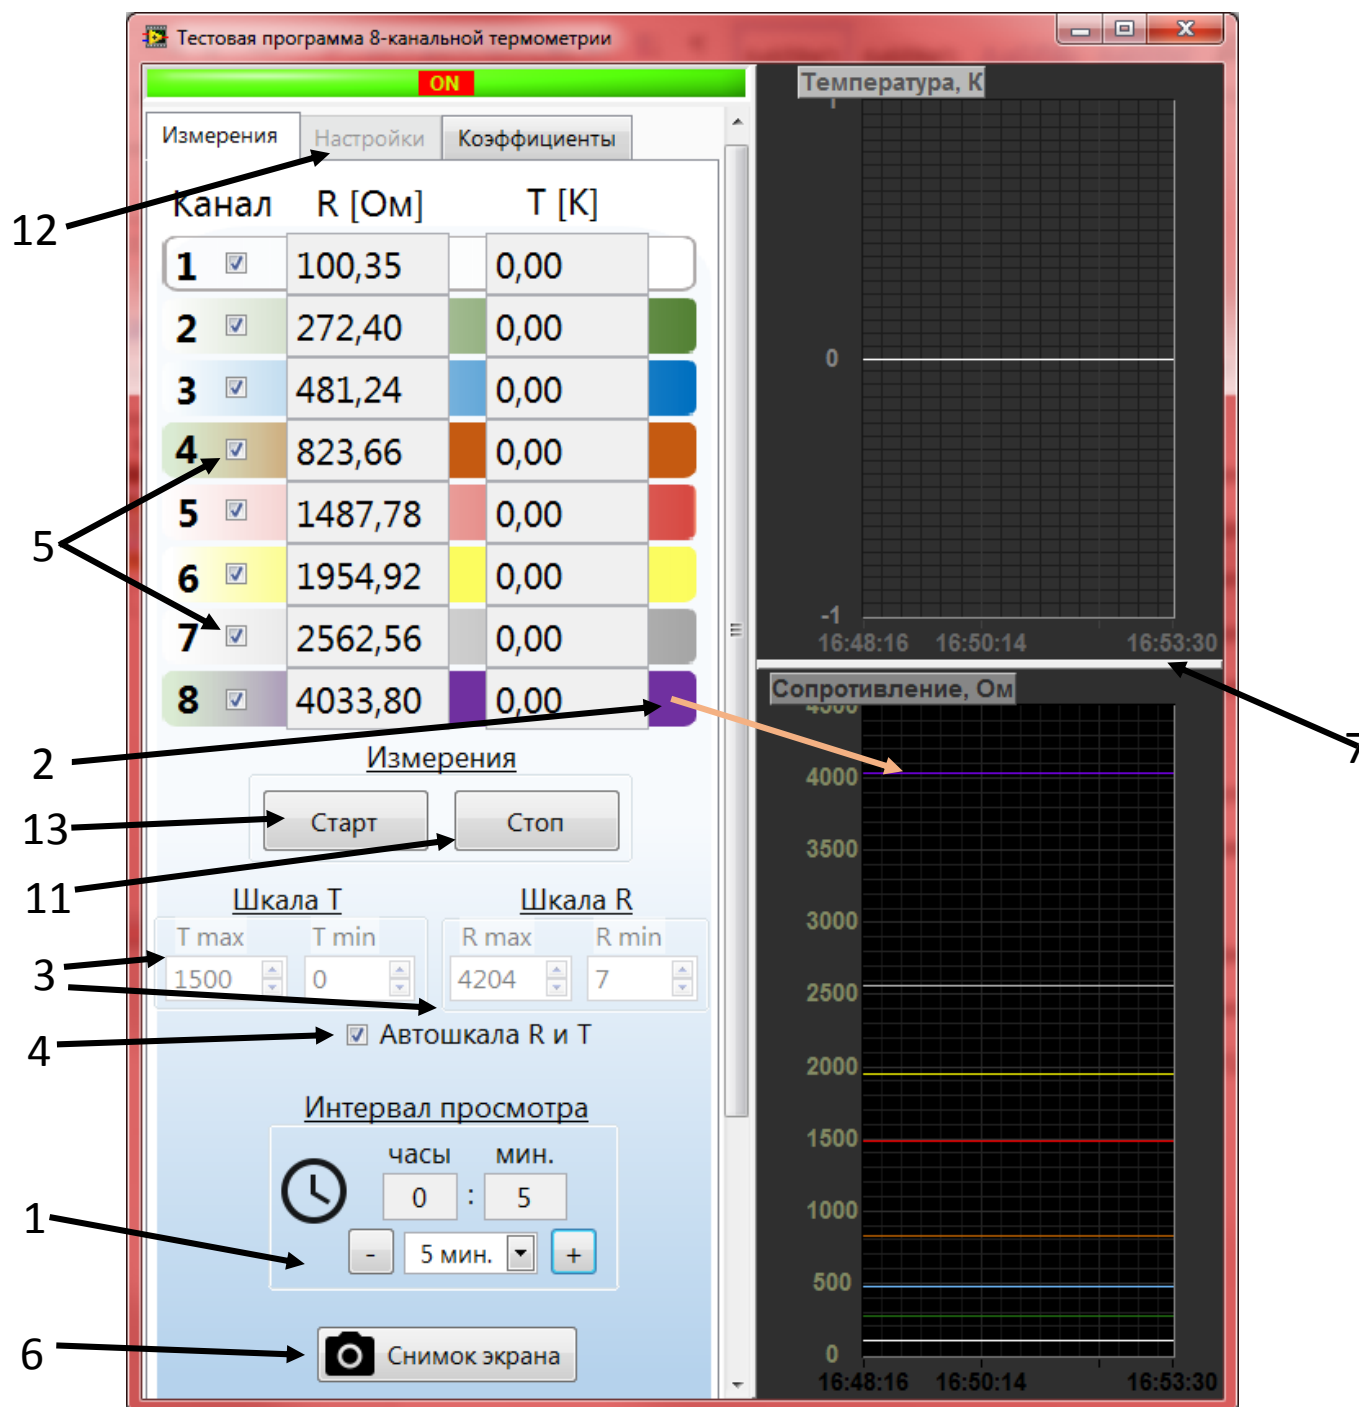 Тестовая программа 8-канальной термометрии
ON
Измерения Настройки Коэффициенты
12
Канал R [Ом] T [K]
1 100,35 0,00
2 272,40 0,00
3 481,24 0,00
4 823,66 0,00
5 1487,78 0,00
6 1954,92 0,00
7 2562,56 0,00
8 4033,80 0,00
5
2
Измерения
13
Старт Стоп
11
Шкала T Шкала R
T max T min R max R min
3
1500 0 4204 7
4
Автошкала R и T
Интервал просмотра
часы мин.
0 : 5
1
- 5 мин. +
6
Снимок экрана
Температура, К
1
0
-1
16:48:16 16:50:14 16:53:30
7
Сопротивление, Ом
4500
4000
3500
3000
2500
2000
1500
1000
500
0
16:48:16 16:50:14 16:53:30